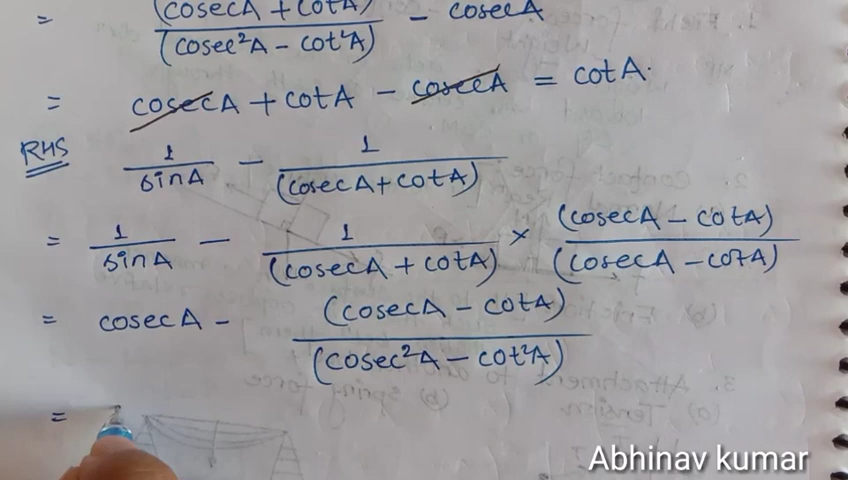 = (cosecA + cotA) / (cosec²A - cot²A) - cosecA
= cosecA + cotA - cosecA = cotA.
RHS 1/sinA - 1/(cosecA+cotA)
= 1/sinA - 1/(cosecA + cotA) × (cosecA - cotA)/(cosecA - cotA)
= cosecA - (cosecA - cotA)/(cosec²A - cot²A)
=
Abhinav kumar